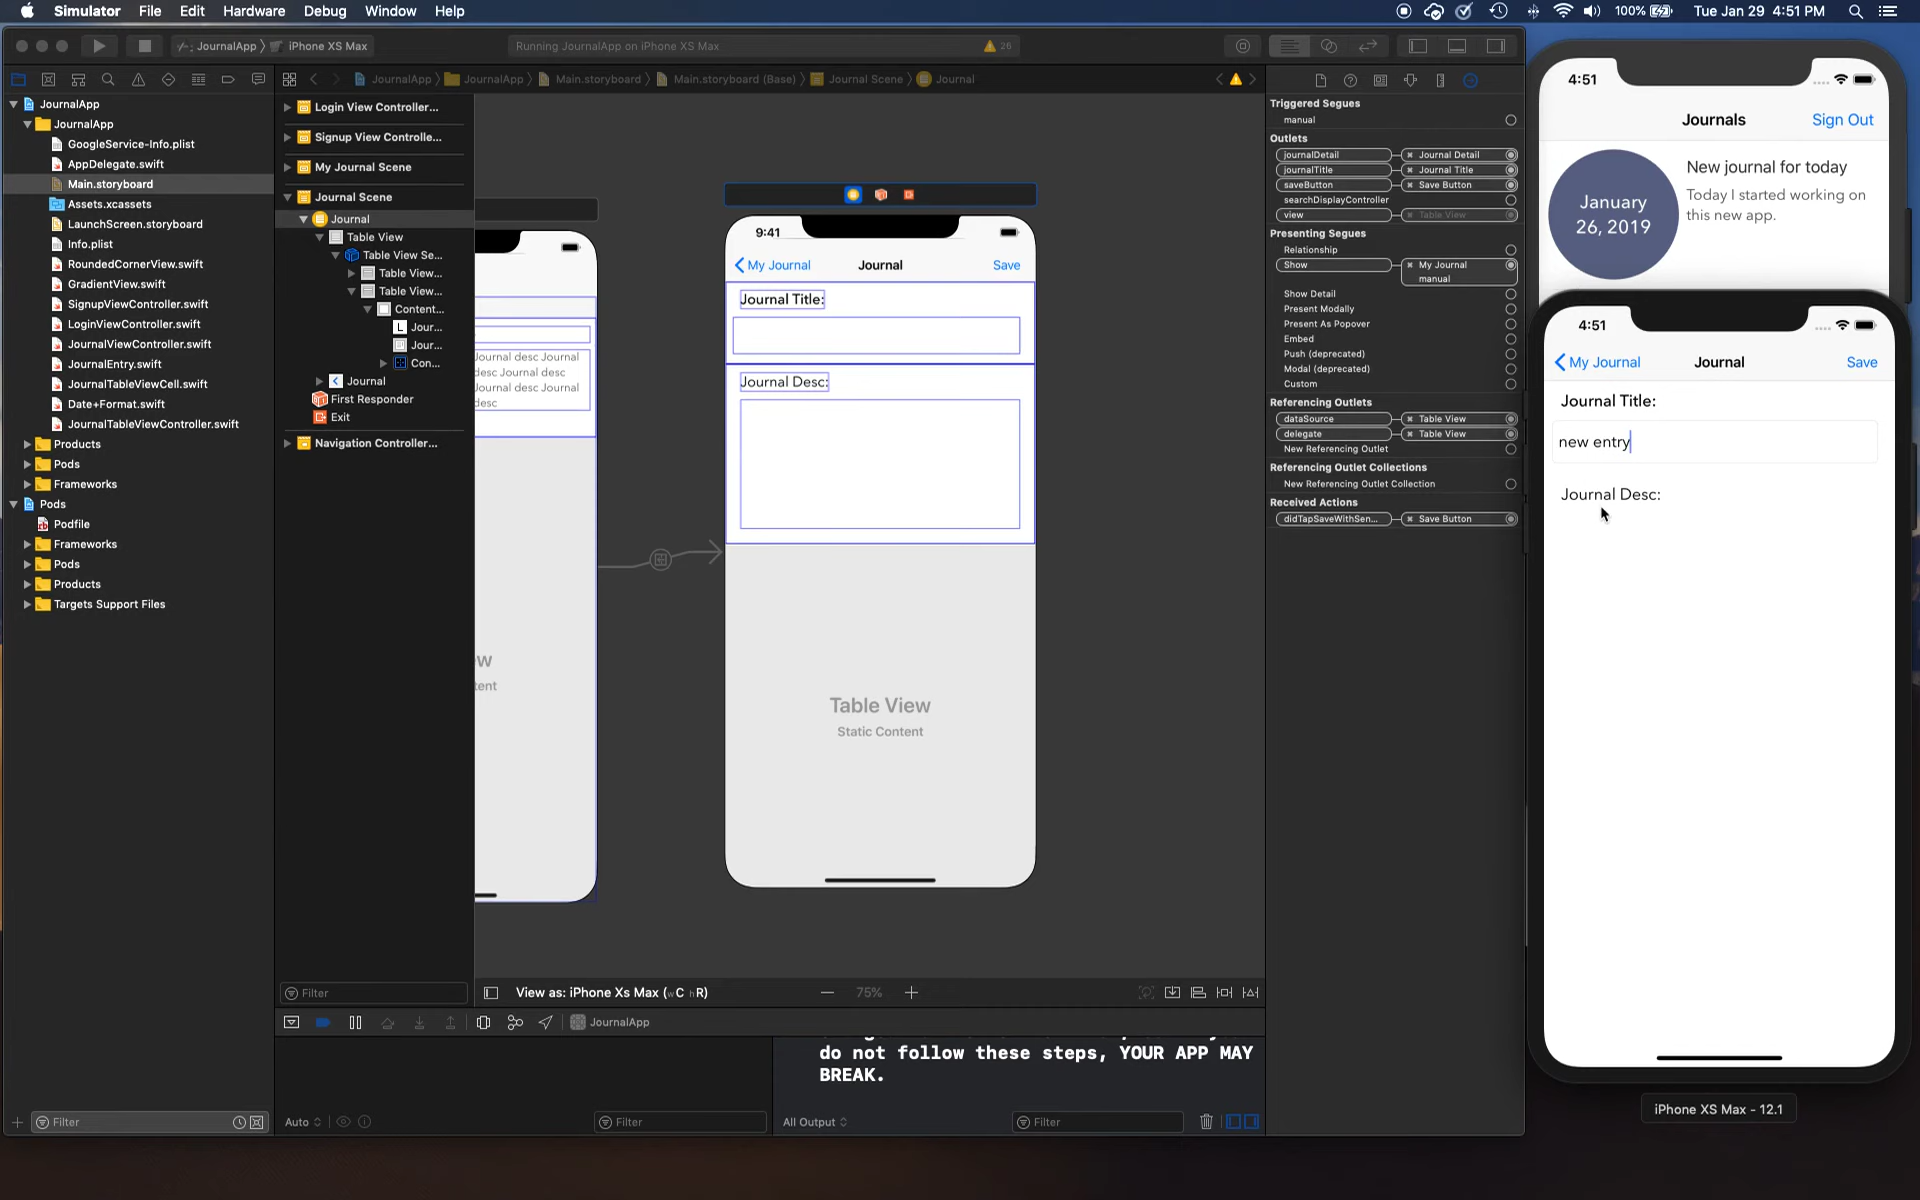 Simulator File Edit Hardware Debug Window Help
100% Tue Jan 29 4:51 PM
JournalApp iPhone XS Max
Running JournalApp on iPhone XS Max
26
JournalApp JournalApp Main.storyboard Main.storyboard (Base) Journal Scene Journal
JournalApp
JournalApp
GoogleService-Info.plist
AppDelegate.swift
Main.storyboard
Assets.xcassets
LaunchScreen.storyboard
Info.plist
RoundedCornerView.swift
GradientView.swift
SignupViewController.swift
LoginViewController.swift
JournalViewController.swift
JournalEntry.swift
JournalTableViewCell.swift
Date+Format.swift
JournalTableViewController.swift
Products
Pods
Frameworks
Pods
Podfile
Frameworks
Pods
Products
Targets Support Files
Filter
Login View Controller...
Signup View Controlle...
My Journal Scene
Journal Scene
Journal
Table View
Table View Se...
Table View...
Table View...
Content...
L Jour...
Jour...
Con...
Journal
First Responder
Exit
Navigation Controller...
Filter
Journal desc Journal
desc Journal desc
Journal desc Journal
desc
9:41
My Journal Journal Save
Journal Title:
Journal Desc:
Table View
Static Content
View as: iPhone Xs Max (wC hR)
75%
JournalApp
do not follow these steps, YOUR APP MAY
BREAK.
Auto
Filter
All Output
Filter
Triggered Segues
manual
Outlets
journalDetail Journal Detail
journalTitle Journal Title
saveButton Save Button
searchDisplayController
view Table View
Presenting Segues
Relationship
Show My Journal
manual
Show Detail
Present Modally
Present As Popover
Embed
Push (deprecated)
Modal (deprecated)
Custom
Referencing Outlets
dataSource Table View
delegate Table View
New Referencing Outlet
Referencing Outlet Collections
New Referencing Outlet Collection
Received Actions
didTapSaveWithSen... Save Button
4:51
Journals Sign Out
January
26, 2019
New journal for today
Today I started working on
this new app.
4:51
My Journal Journal Save
Journal Title:
new entry
Journal Desc:
iPhone XS Max - 12.1